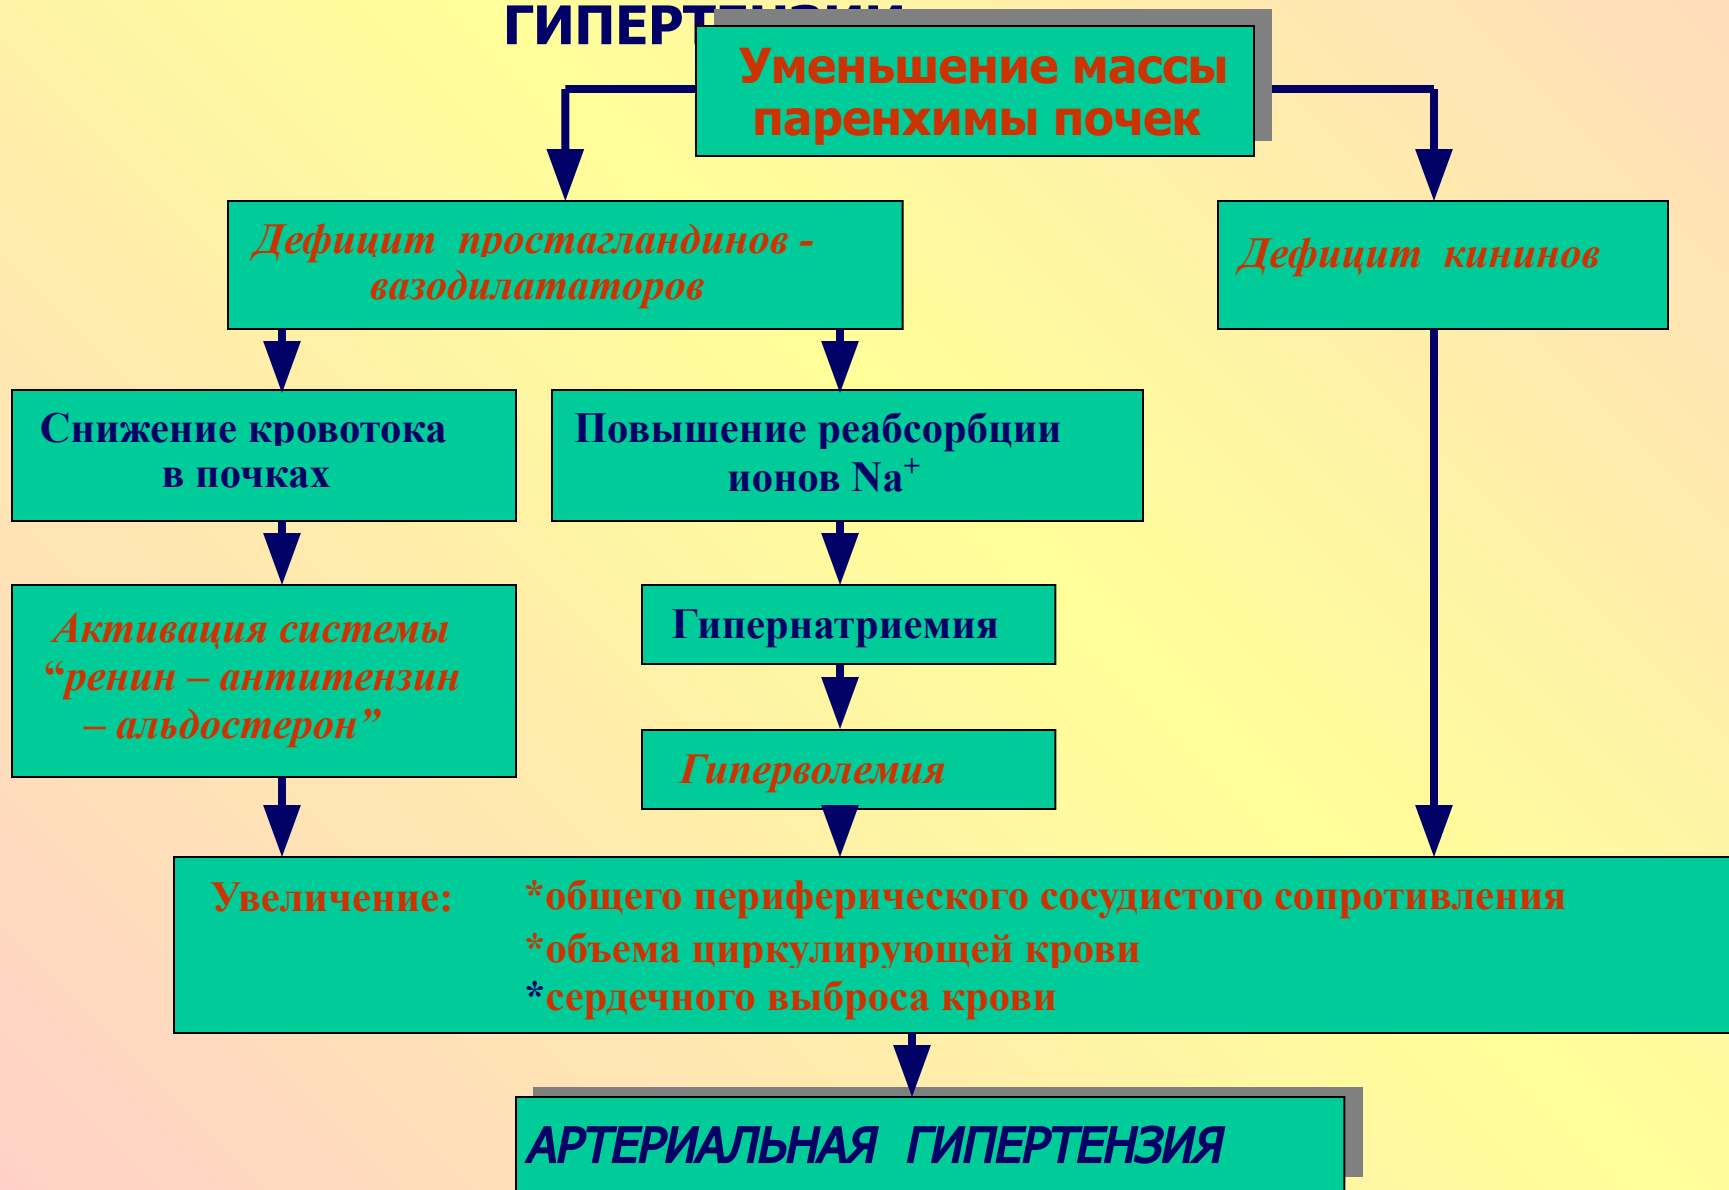 ГИПЕРТЕНЗИИ
Уменьшение массы
паренхимы почек
Дефицит простагландинов -
вазодилататоров
Дефицит кининов
Снижение кровотока
в почках
Повышение реабсорбции
ионов Na⁺
Активация системы
“ренин – антитензин
– альдостерон”
Гипернатриемия
Гиперволемия
Увеличение: *общего периферического сосудистого сопротивления
*объема циркулирующей крови
*сердечного выброса крови
АРТЕРИАЛЬНАЯ ГИПЕРТЕНЗИЯ